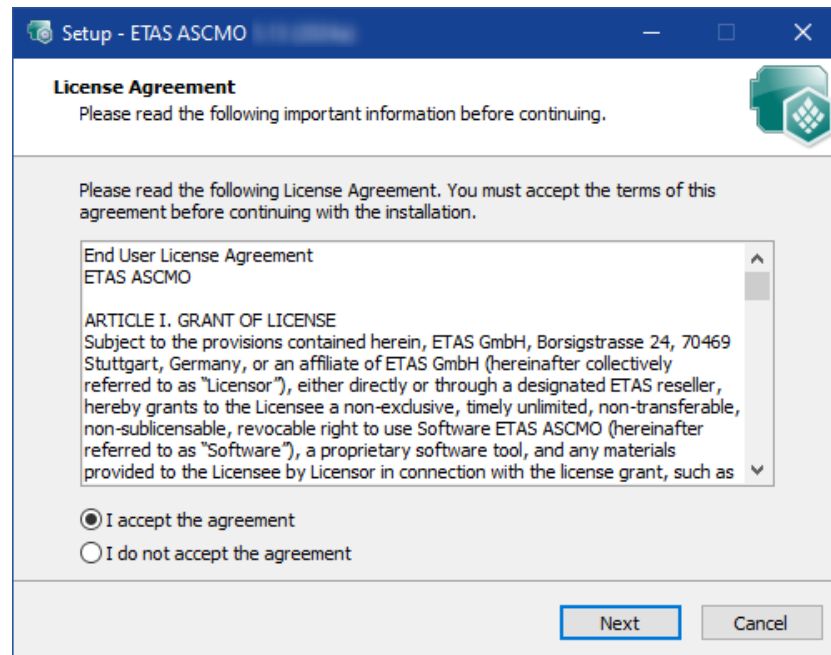 Setup - ETAS ASCMO
License Agreement
Please read the following important information before continuing.
Please read the following License Agreement. You must accept the terms of this
agreement before continuing with the installation.
End User License Agreement
ETAS ASCMO
ARTICLE I. GRANT OF LICENSE
Subject to the provisions contained herein, ETAS GmbH, Borsigstrasse 24, 70469
Stuttgart, Germany, or an affiliate of ETAS GmbH (hereinafter collectively
referred to as "Licensor"), either directly or through a designated ETAS reseller,
hereby grants to the Licensee a non-exclusive, timely unlimited, non-transferable,
non-sublicensable, revocable right to use Software ETAS ASCMO (hereinafter
referred to as "Software"), a proprietary software tool, and any materials
provided to the Licensee by Licensor in connection with the license grant, such as
I accept the agreement
I do not accept the agreement
Next
Cancel